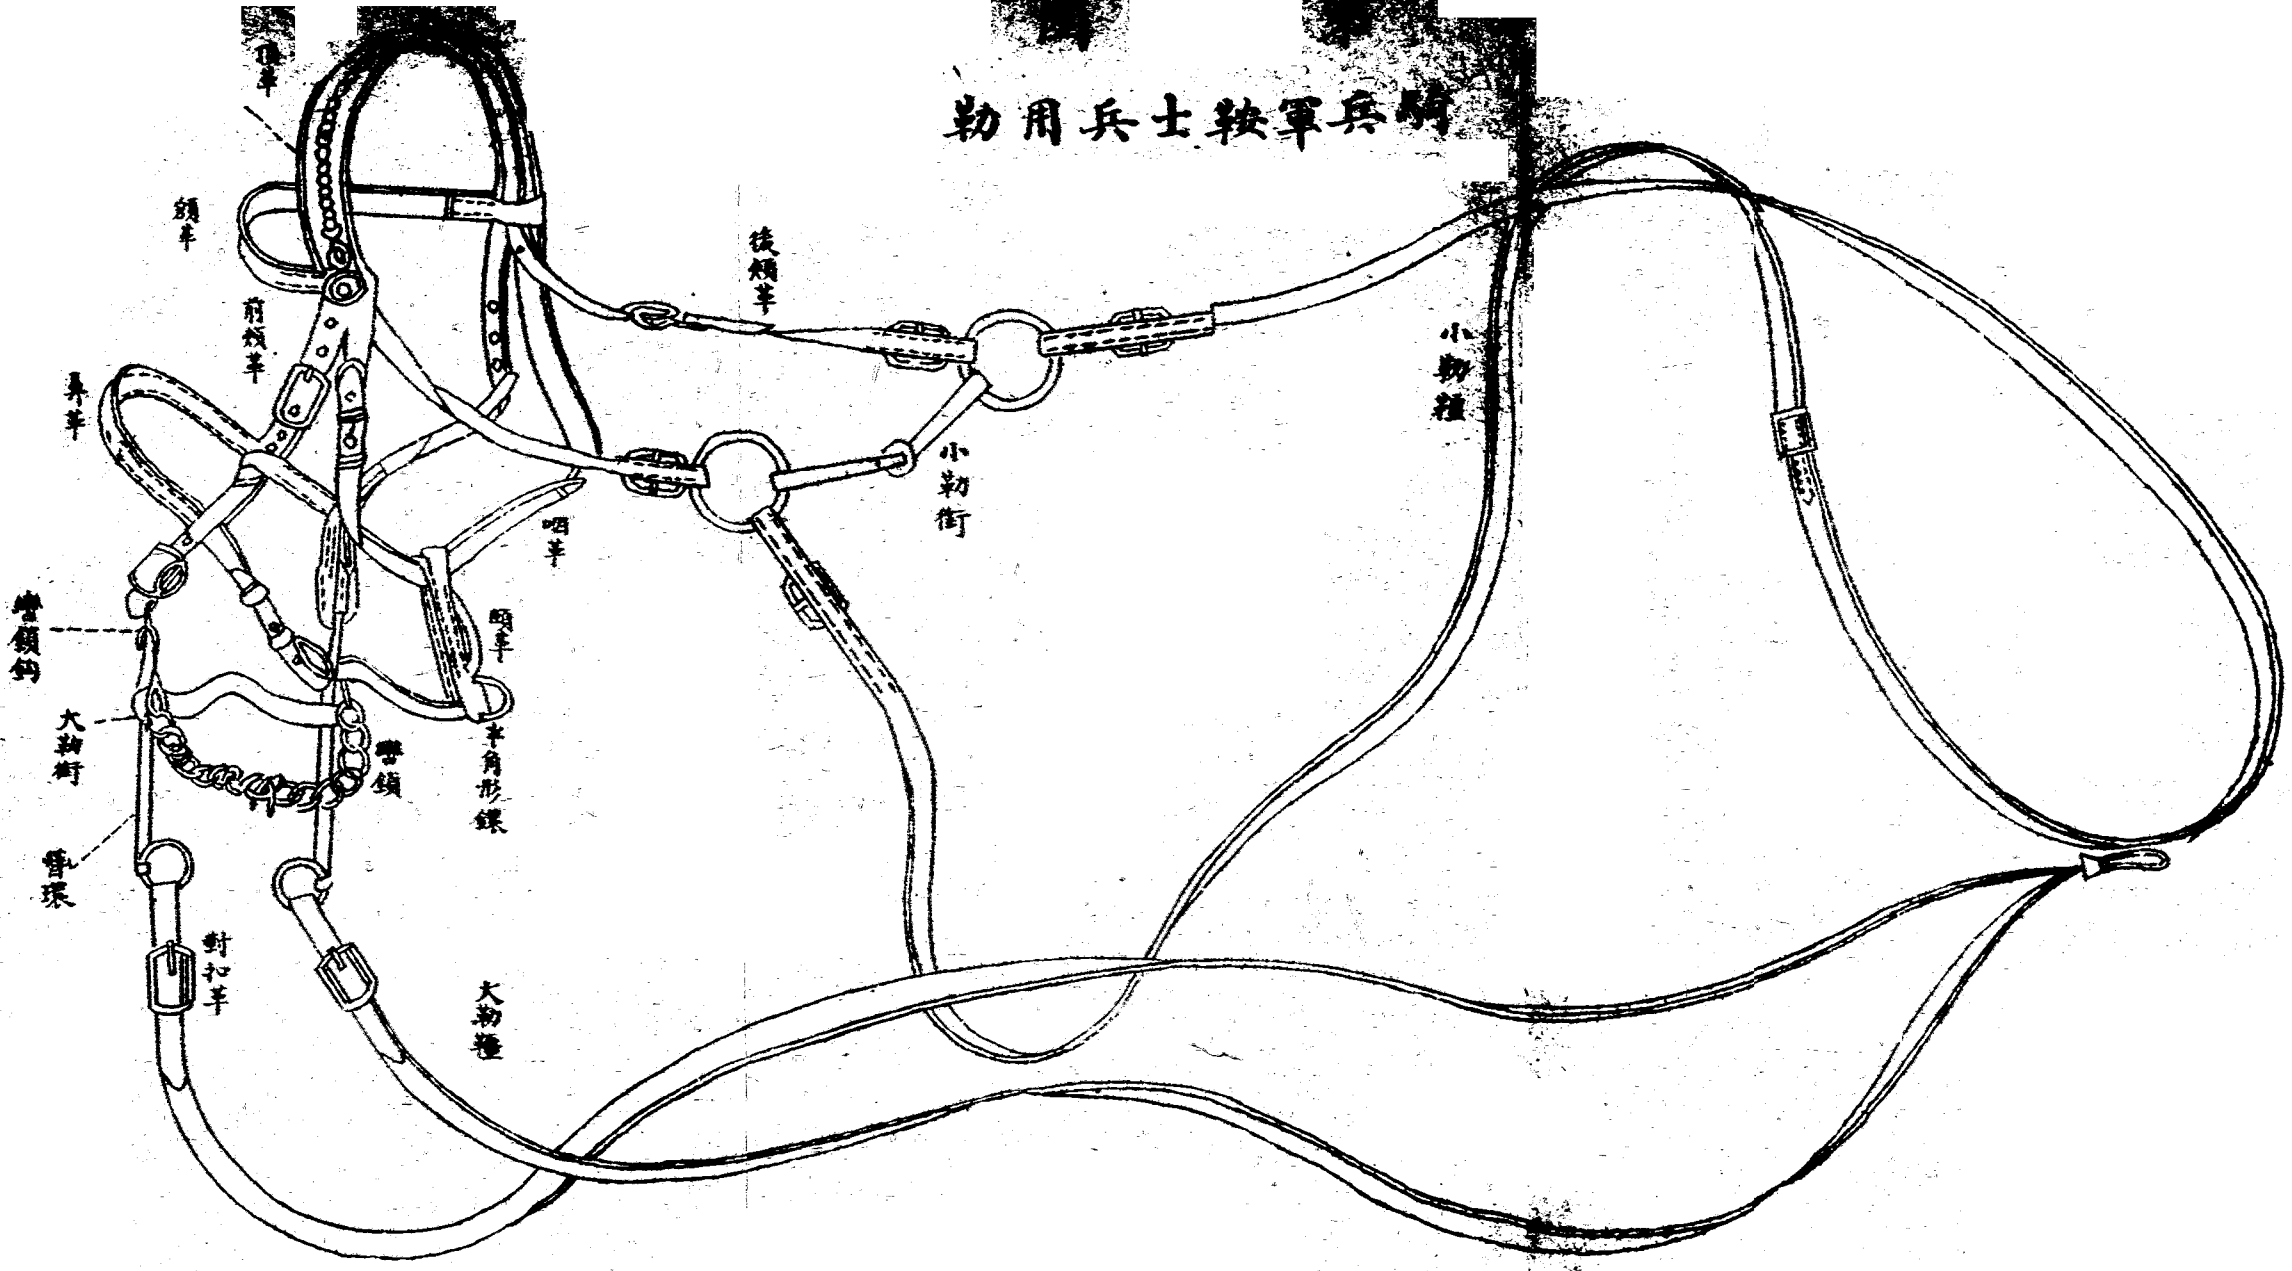 騎兵軍鞍士兵用勒
頂革
額革
後頰革
前頰革
小勒韁
鼻革
小勒銜
咽革
轡鎖鈎
頤革
大勒銜
轡鎖
半角形鐶
環
對扣革
大勒韁